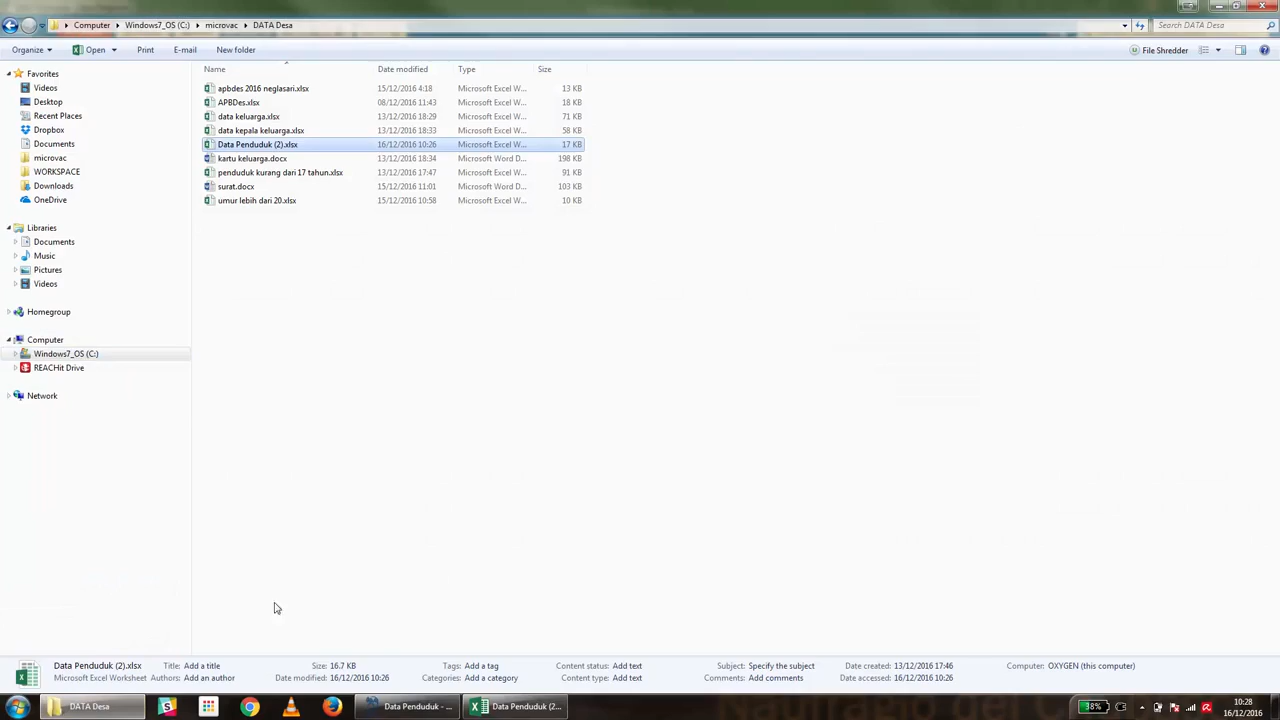 Computer Windows7_OS (C:) microvac DATA Desa
Search DATA Desa
Organize Open Print E-mail New folder File Shredder
Name Date modified Type Size
Favorites
Videos
Desktop
Recent Places
Dropbox
Documents
microvac
WORKSPACE
Downloads
OneDrive
Libraries
Documents
Music
Pictures
Videos
Homegroup
Computer
Windows7_OS (C:)
REACHit Drive
Network
apbdes 2016 neglasari.xlsx 15/12/2016 4:18 Microsoft Excel W... 13 KB
APBDes.xlsx 08/12/2016 11:43 Microsoft Excel W... 18 KB
data keluarga.xlsx 13/12/2016 18:29 Microsoft Excel W... 71 KB
data kepala keluarga.xlsx 13/12/2016 18:33 Microsoft Excel W... 58 KB
Data Penduduk (2).xlsx 16/12/2016 10:26 Microsoft Excel W... 17 KB
kartu keluarga.docx 13/12/2016 18:34 Microsoft Word D... 198 KB
penduduk kurang dari 17 tahun.xlsx 13/12/2016 17:47 Microsoft Excel W... 91 KB
surat.docx 15/12/2016 11:01 Microsoft Word D... 103 KB
umur lebih dari 20.xlsx 15/12/2016 10:58 Microsoft Excel W... 10 KB
Data Penduduk (2).xlsx Title: Add a title Size: 16.7 KB Tags: Add a tag Content status: Add text Subject: Specify the subject Date created: 13/12/2016 17:46 Computer: OXYGEN (this computer)
Microsoft Excel Worksheet Authors: Add an author Date modified: 16/12/2016 10:26 Categories: Add a category Content type: Add text Comments: Add comments Date accessed: 16/12/2016 10:26
DATA Desa Data Penduduk - ... Data Penduduk (2... 38% 10:28
16/12/2016